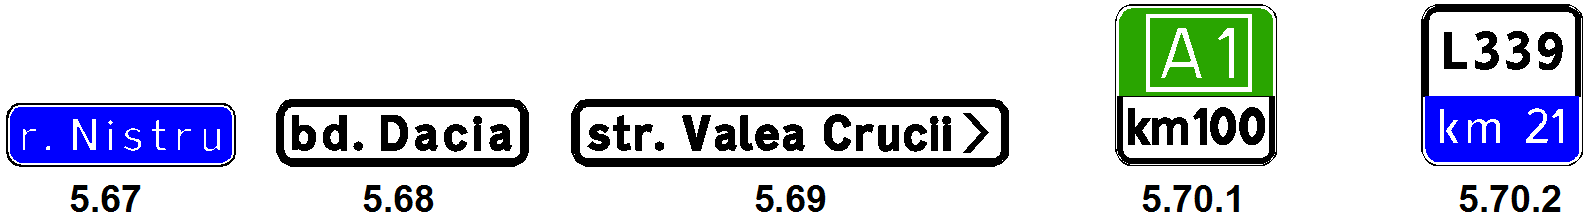 r. Nistru
bd. Dacia
str. Valea Crucii
A 1
km100
L339
km 21
5.67
5.68
5.69
5.70.1
5.70.2